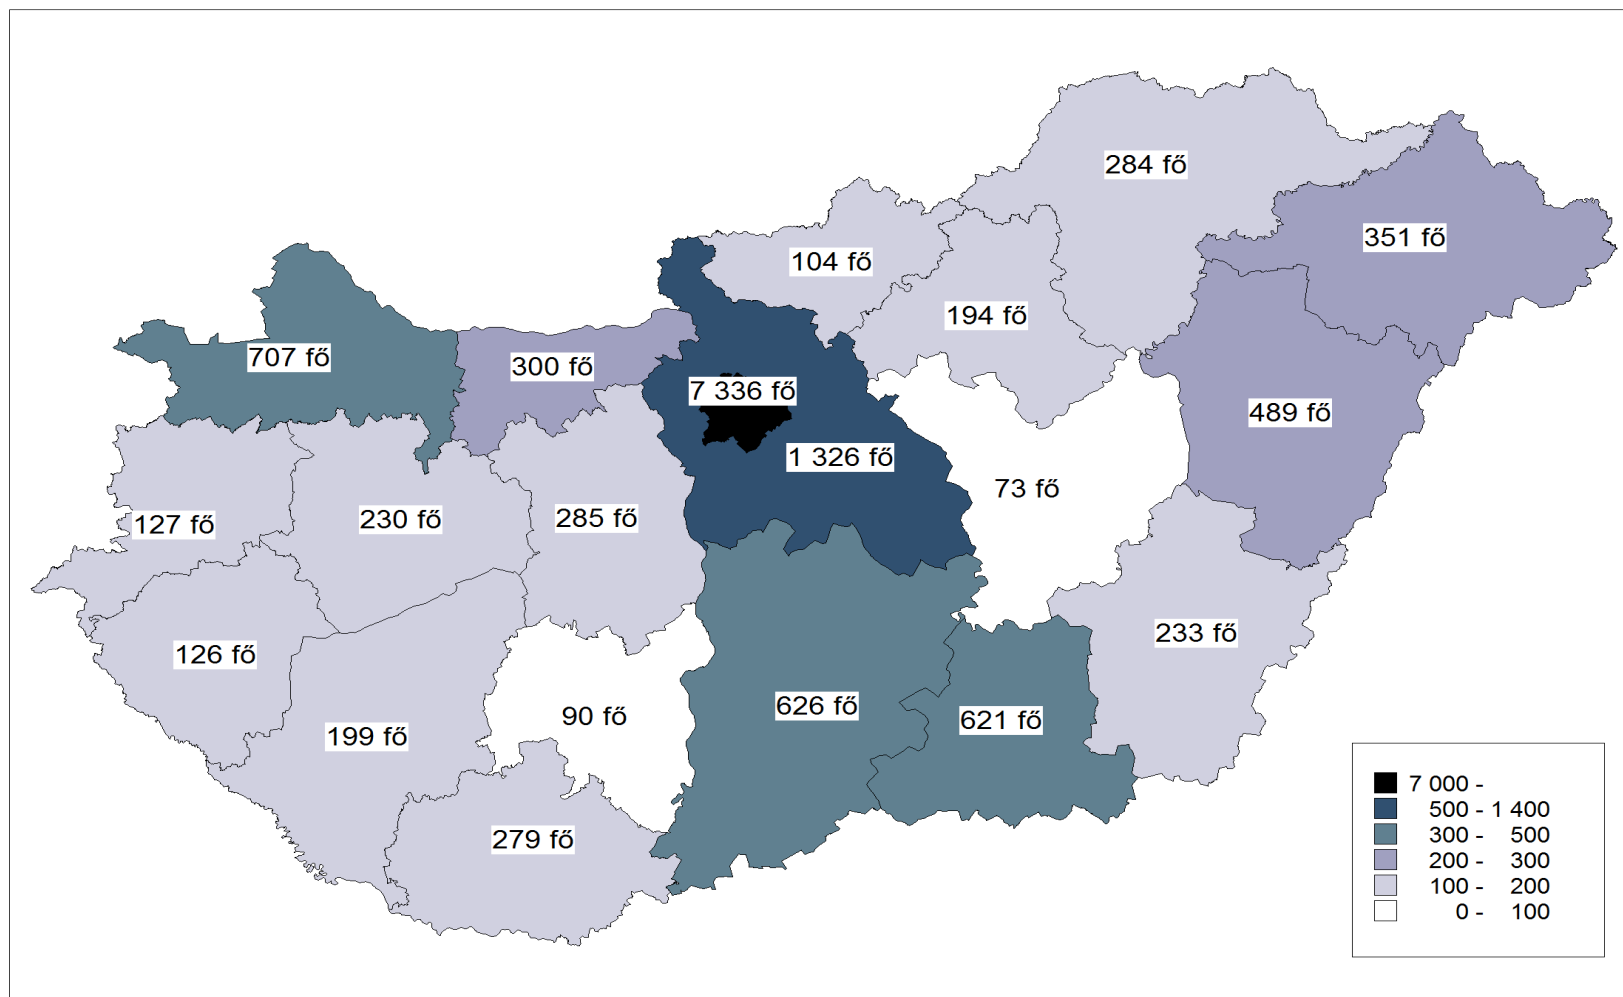 284 fő
351 fő
104 fő
194 fő
707 fő
300 fő
7 336 fő
489 fő
1 326 fő
73 fő
127 fő
230 fő
285 fő
233 fő
126 fő
199 fő
90 fő
626 fő
621 fő
279 fő
7 000 -
500 - 1 400
300 - 500
200 - 300
100 - 200
0 - 100